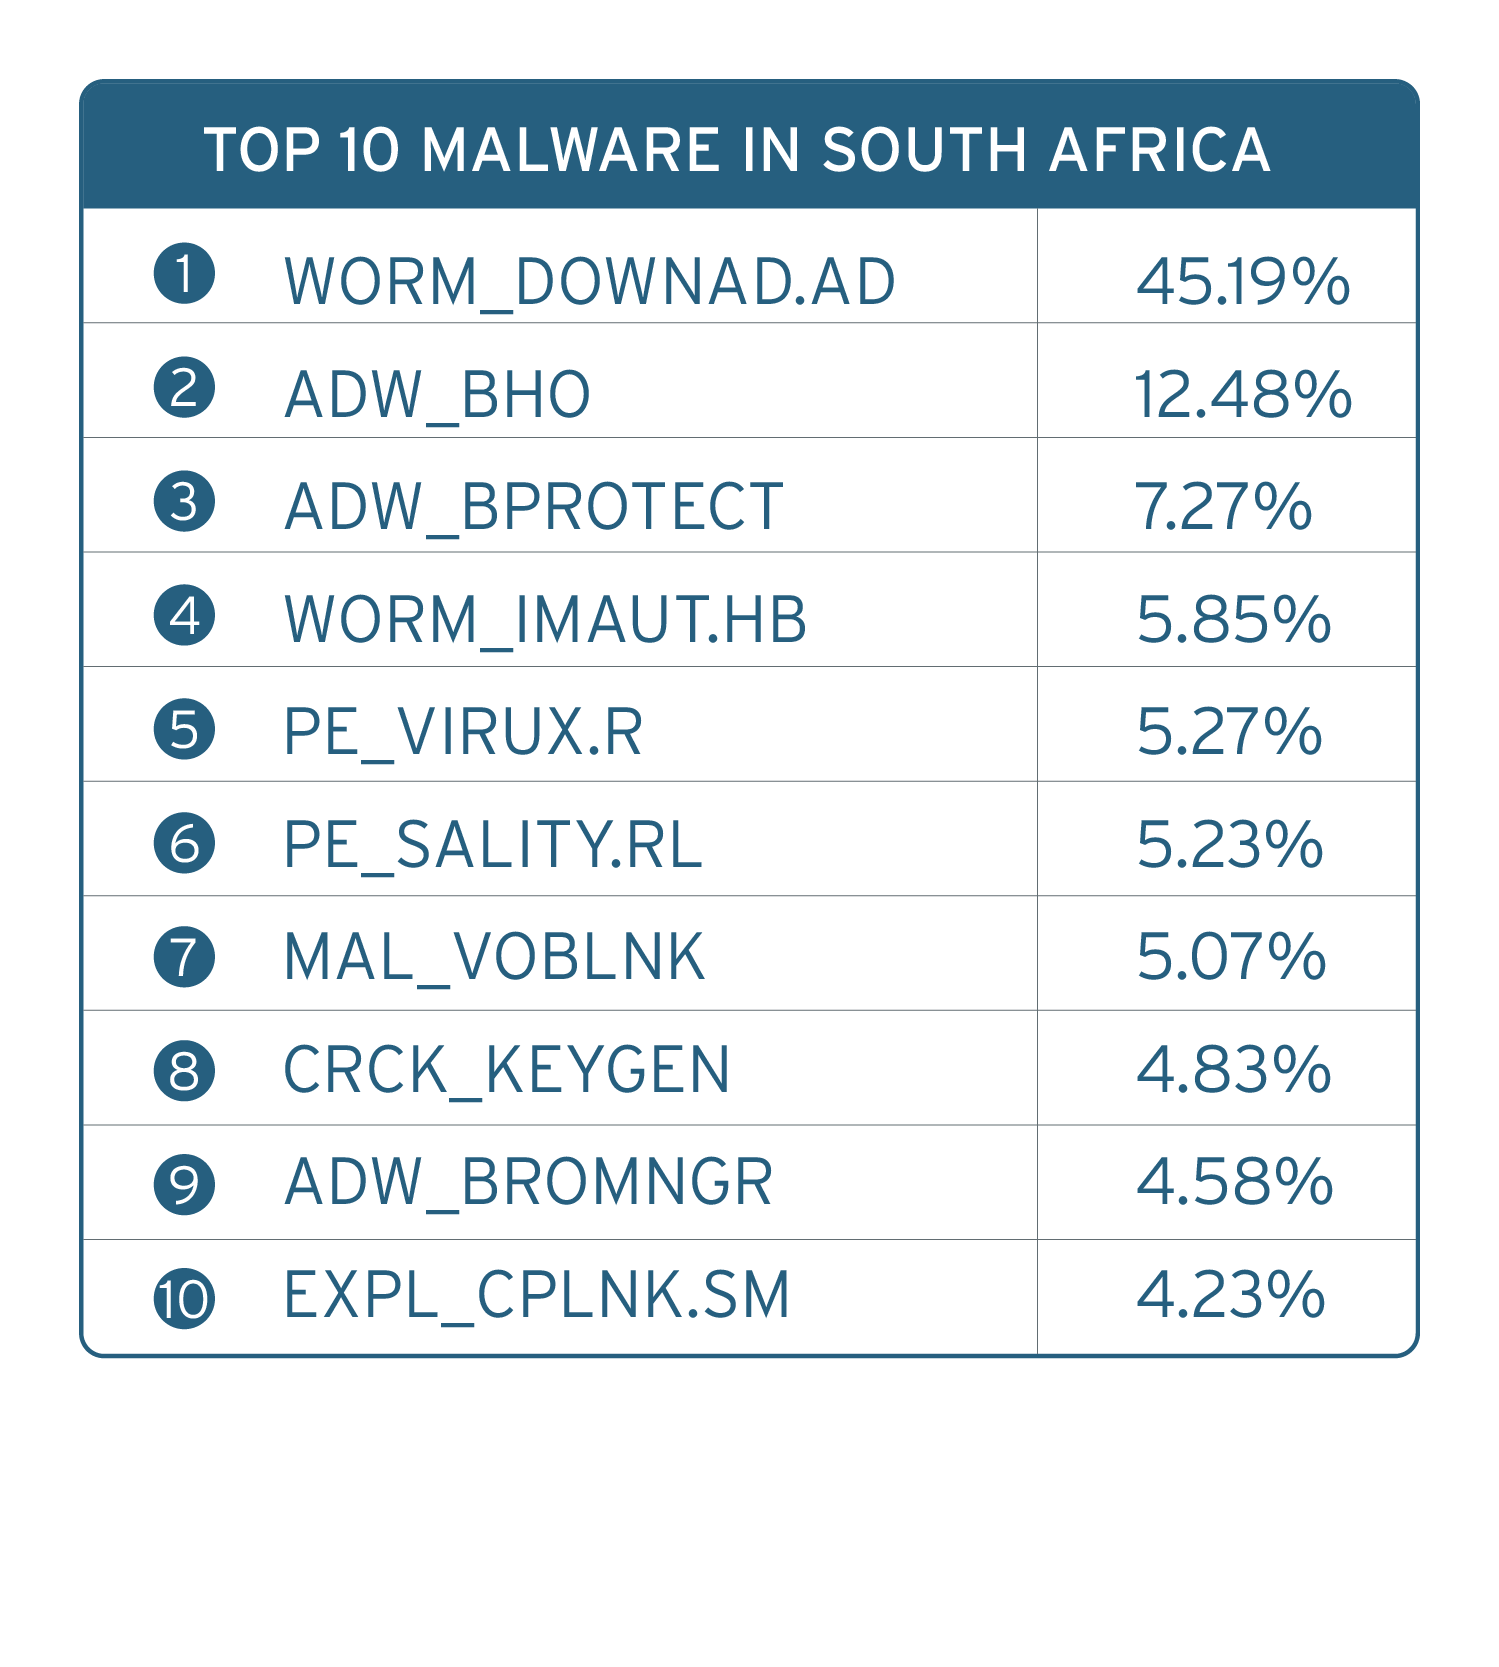 TOP 10 MALWARE IN SOUTH AFRICA
1 WORM_DOWNAD.AD 45.19%
2 ADW_BHO 12.48%
3 ADW_BPROTECT 7.27%
4 WORM_IMAUT.HB 5.85%
5 PE_VIRUX.R 5.27%
6 PE_SALITY.RL 5.23%
7 MAL_VOBLNK 5.07%
8 CRCK_KEYGEN 4.83%
9 ADW_BROMNGR 4.58%
10 EXPL_CPLNK.SM 4.23%